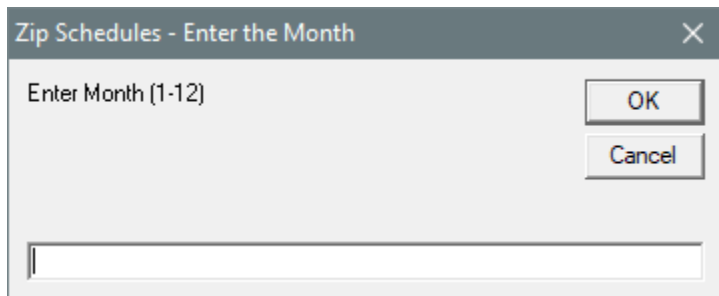 Zip Schedules - Enter the Month
Enter Month (1-12)
OK
Cancel